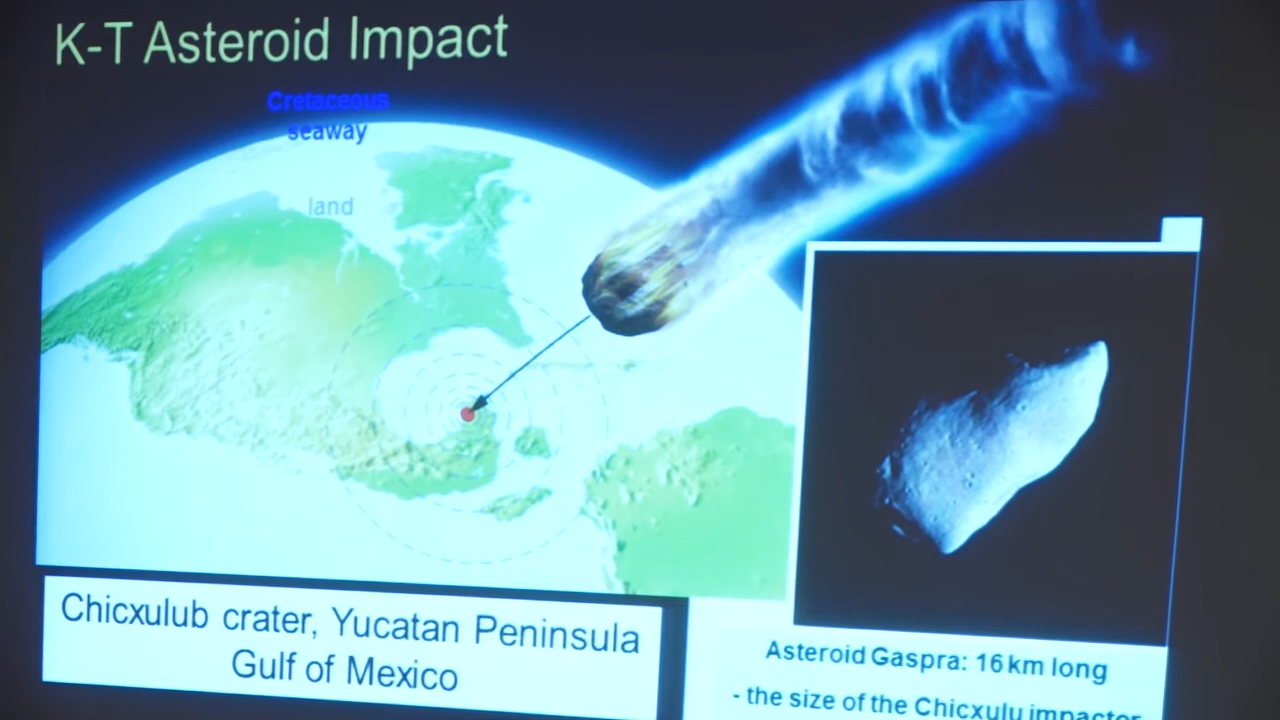 K-T Asteroid Impact
Cretaceous
seaway
land
Chicxulub crater, Yucatan Peninsula
Gulf of Mexico
Asteroid Gaspra: 16 km long
- the size of the Chicxulu impactor